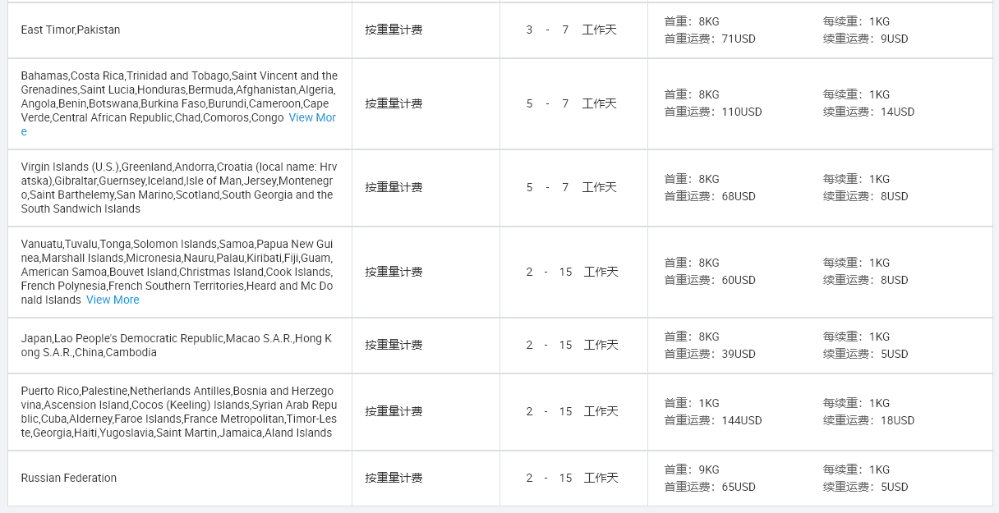 East Timor,Pakistan
按重量计费
3 - 7 工作天
首重：8KG 每续重：1KG
首重运费：71USD 续重运费：9USD
Bahamas,Costa Rica,Trinidad and Tobago,Saint Vincent and the
Grenadines,Saint Lucia,Honduras,Bermuda,Afghanistan,Algeria,
Angola,Benin,Botswana,Burkina Faso,Burundi,Cameroon,Cape
Verde,Central African Republic,Chad,Comoros,Congo View Mor
e
按重量计费
5 - 7 工作天
首重：8KG 每续重：1KG
首重运费：110USD 续重运费：14USD
Virgin Islands (U.S.),Greenland,Andorra,Croatia (local name: Hrv
atska),Gibraltar,Guernsey,Iceland,Isle of Man,Jersey,Montenegr
o,Saint Barthelemy,San Marino,Scotland,South Georgia and the
South Sandwich Islands
按重量计费
5 - 7 工作天
首重：8KG 每续重：1KG
首重运费：68USD 续重运费：8USD
Vanuatu,Tuvalu,Tonga,Solomon Islands,Samoa,Papua New Gui
nea,Marshall Islands,Micronesia,Nauru,Palau,Kiribati,Fiji,Guam,
American Samoa,Bouvet Island,Christmas Island,Cook Islands,
French Polynesia,French Southern Territories,Heard and Mc Do
nald Islands View More
按重量计费
2 - 15 工作天
首重：8KG 每续重：1KG
首重运费：60USD 续重运费：8USD
Japan,Lao People's Democratic Republic,Macao S.A.R.,Hong K
ong S.A.R.,China,Cambodia
按重量计费
2 - 15 工作天
首重：8KG 每续重：1KG
首重运费：39USD 续重运费：5USD
Puerto Rico,Palestine,Netherlands Antilles,Bosnia and Herzego
vina,Ascension Island,Cocos (Keeling) Islands,Syrian Arab Repu
blic,Cuba,Alderney,Faroe Islands,France Metropolitan,Timor-Les
te,Georgia,Haiti,Yugoslavia,Saint Martin,Jamaica,Aland Islands
按重量计费
2 - 15 工作天
首重：1KG 每续重：1KG
首重运费：144USD 续重运费：18USD
Russian Federation
按重量计费
2 - 15 工作天
首重：9KG 每续重：1KG
首重运费：65USD 续重运费：5USD